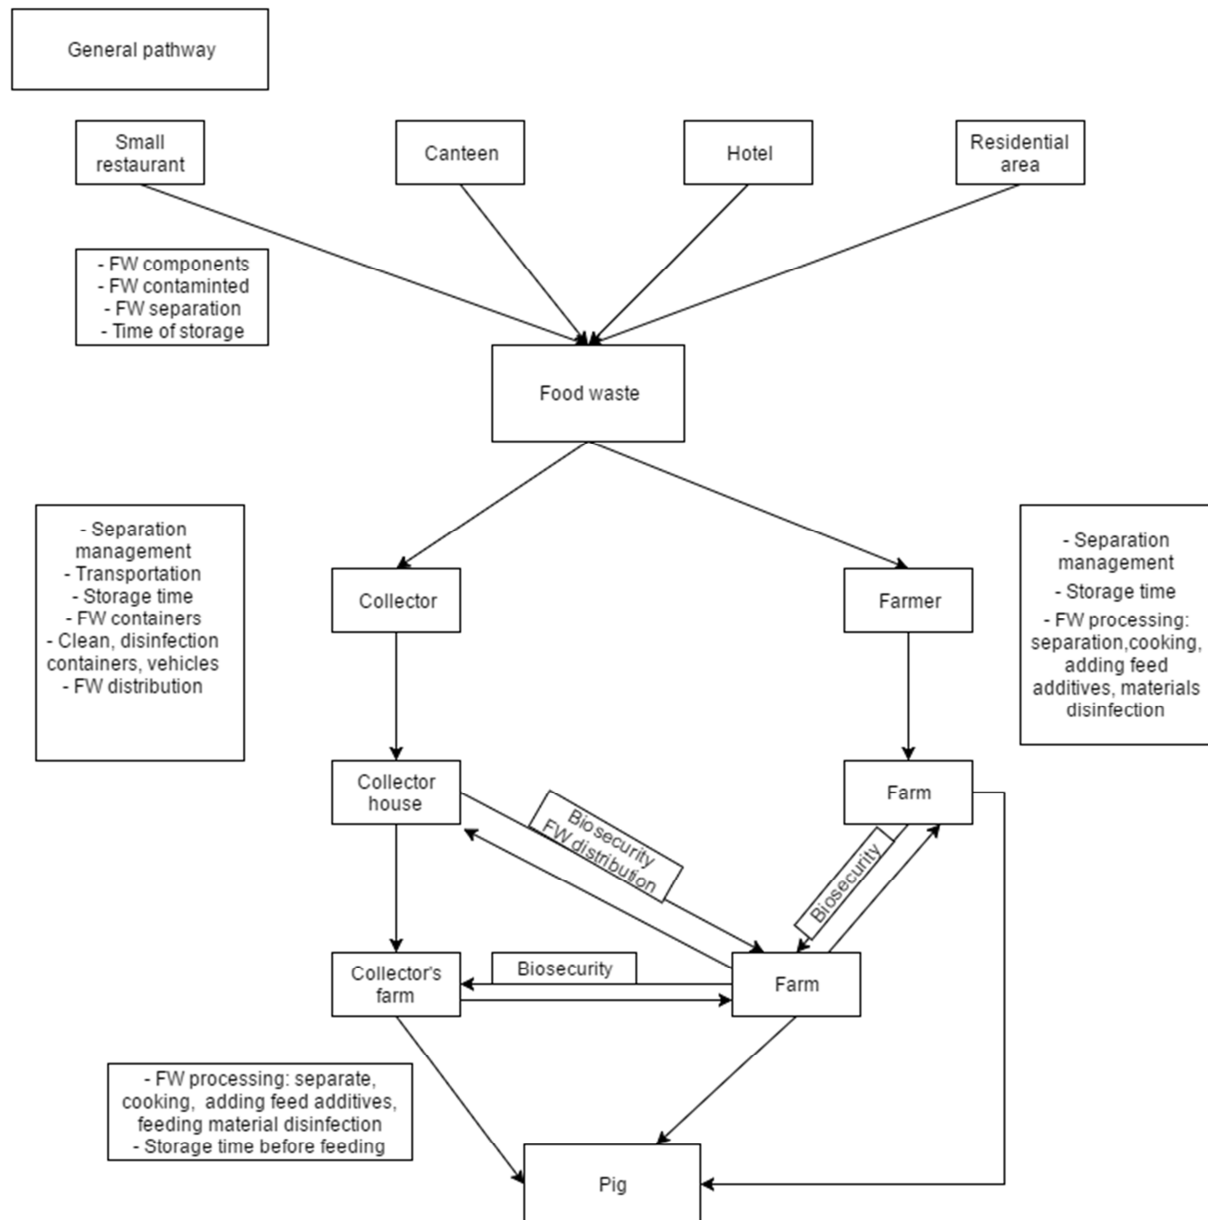 General pathway
Small
restaurant
Canteen
Hotel
Residential
area
- FW components
- FW contaminted
- FW separation
- Time of storage
Food waste
- Separation
management
- Transportation
- Storage time
- FW containers
- Clean, disinfection
containers, vehicles
- FW distribution
Collector
Farmer
- Separation
management
- Storage time
- FW processing:
separation,cooking,
adding feed
additives, materials
disinfection
Collector
house
Biosecurity
FW distribution
Farm
Biosecurity
Collector's
farm
Biosecurity
Farm
- FW processing: separate,
cooking, adding feed additives,
feeding material disinfection
- Storage time before feeding
Pig